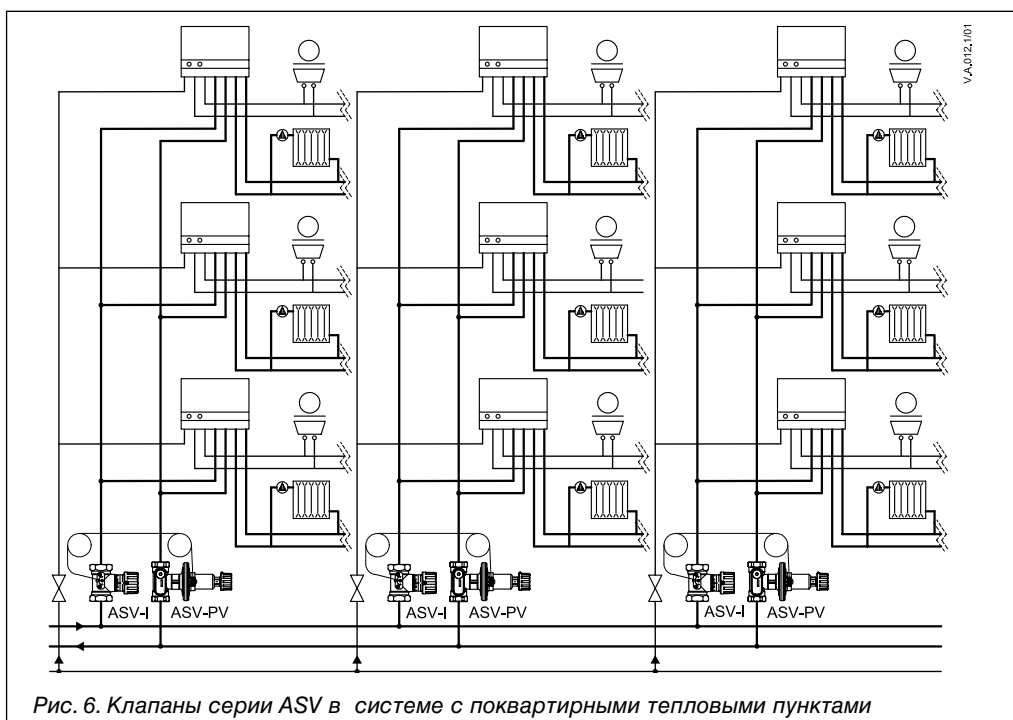 V.A.012.1/01
ASV-I ASV-PV ASV-I ASV-PV ASV-I ASV-PV
Рис. 6. Клапаны серии ASV в системе с поквартирными тепловыми пунктами